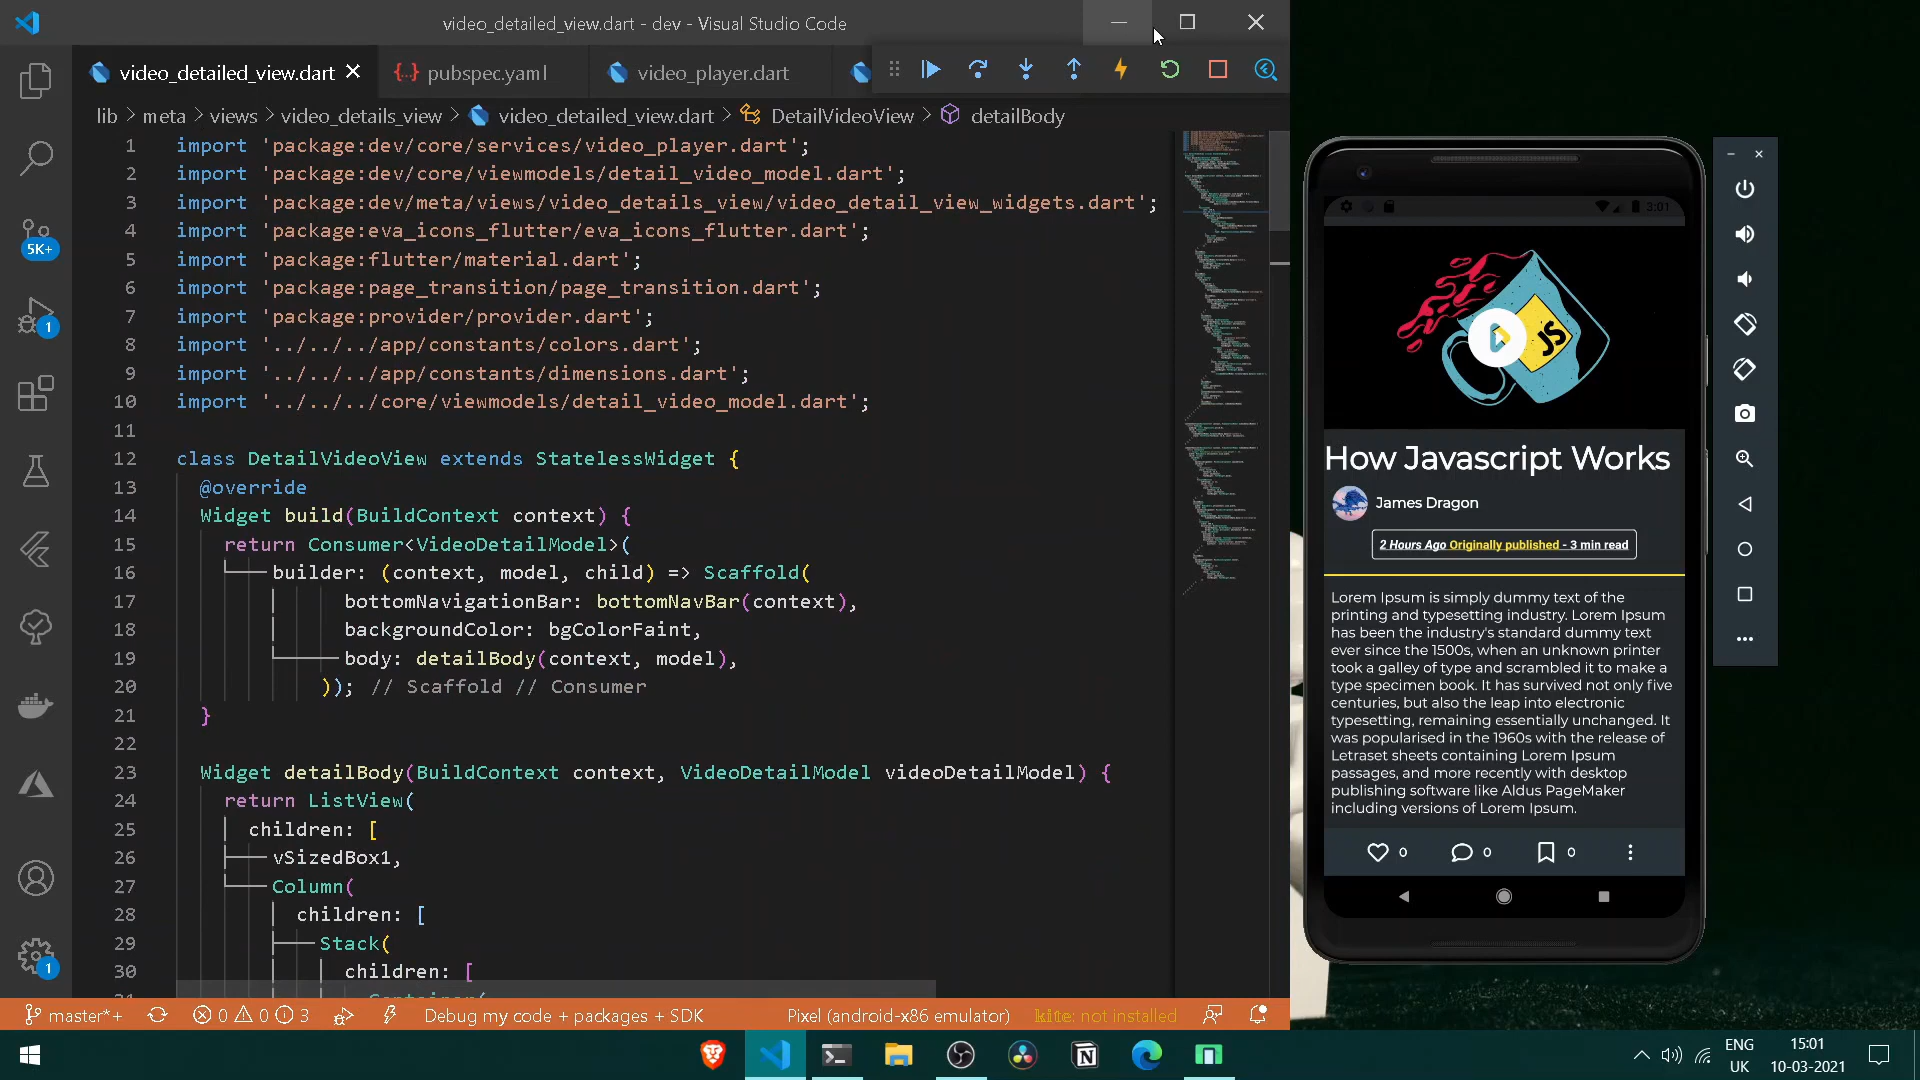 video_detailed_view.dart - dev - Visual Studio Code
video_detailed_view.dart
pubspec.yaml
video_player.dart
lib > meta > views > video_details_view > video_detailed_view.dart > DetailVideoView > detailBody
1 import 'package:dev/core/services/video_player.dart';
2 import 'package:dev/core/viewmodels/detail_video_model.dart';
3 import 'package:dev/meta/views/video_details_view/video_detail_view_widgets.dart';
4 import 'package:eva_icons_flutter/eva_icons_flutter.dart';
5 import 'package:flutter/material.dart';
6 import 'package:page_transition/page_transition.dart';
7 import 'package:provider/provider.dart';
8 import '../../../app/constants/colors.dart';
9 import '../../../app/constants/dimensions.dart';
10 import '../../../core/viewmodels/detail_video_model.dart';
11
12 class DetailVideoView extends StatelessWidget {
13 @override
14 Widget build(BuildContext context) {
15 return Consumer<VideoDetailModel>(
16 builder: (context, model, child) => Scaffold(
17 bottomNavigationBar: bottomNavBar(context),
18 backgroundColor: bgColorFaint,
19 body: detailBody(context, model),
20 )); // Scaffold // Consumer
21 }
22
23 Widget detailBody(BuildContext context, VideoDetailModel videoDetailModel) {
24 return ListView(
25 children: [
26 vSizedBox1,
27 Column(
28 children: [
29 Stack(
30 children: [
5K+
1
1
master*+
0 0 3
Debug my code + packages + SDK
Pixel (android-x86 emulator)
kite: not installed
3:01
JS
How Javascript Works
James Dragon
2 Hours Ago Originally published - 3 min read
Lorem Ipsum is simply dummy text of the
printing and typesetting industry. Lorem Ipsum
has been the industry's standard dummy text
ever since the 1500s, when an unknown printer
took a galley of type and scrambled it to make a
type specimen book. It has survived not only five
centuries, but also the leap into electronic
typesetting, remaining essentially unchanged. It
was popularised in the 1960s with the release of
Letraset sheets containing Lorem Ipsum
passages, and more recently with desktop
publishing software like Aldus PageMaker
including versions of Lorem Ipsum.
0 0 0
ENG
UK
15:01
10-03-2021